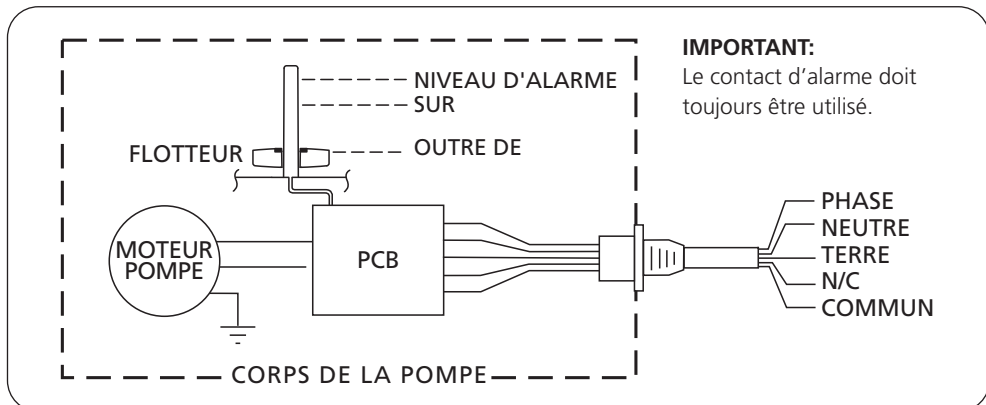 IMPORTANT:
Le contact d’alarme doit
toujours être utilisé.
NIVEAU D'ALARME
SUR
OUTRE DE
FLOTTEUR
MOTEUR
POMPE
PCB
PHASE
NEUTRE
TERRE
N/C
COMMUN
CORPS DE LA POMPE